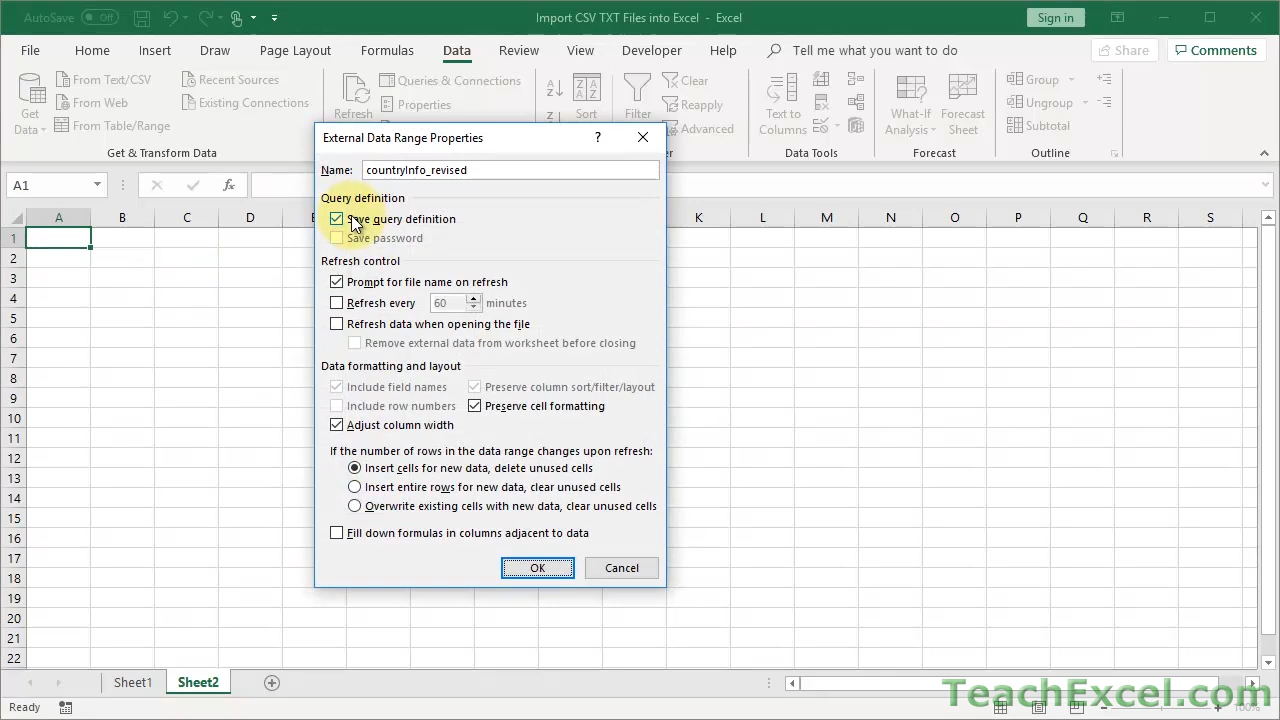 AutoSave Off Import CSV TXT Files into Excel - Excel Sign in
File Home Insert Draw Page Layout Formulas Data Review View Developer Help Tell me what you want to do Share Comments
Get Data
From Text/CSV
From Web
From Table/Range
Recent Sources
Existing Connections
Get & Transform Data
Refresh
Queries & Connections
Properties
Sort
Filter
Clear
Reapply
Advanced
Text to Columns
Data Tools
What-If Analysis
Forecast Sheet
Forecast
Group
Ungroup
Subtotal
Outline
A1
fx
A B C D K L M N O P Q R S
External Data Range Properties ?
Name: countryInfo_revised
Query definition
Save query definition
Save password
Refresh control
Prompt for file name on refresh
Refresh every 60 minutes
Refresh data when opening the file
Remove external data from worksheet before closing
Data formatting and layout
Include field names Preserve column sort/filter/layout
Include row numbers Preserve cell formatting
Adjust column width
If the number of rows in the data range changes upon refresh:
Insert cells for new data, delete unused cells
Insert entire rows for new data, clear unused cells
Overwrite existing cells with new data, clear unused cells
Fill down formulas in columns adjacent to data
OK Cancel
1
2
3
4
5
6
7
8
9
10
11
12
13
14
15
16
17
18
19
20
21
22
Sheet1 Sheet2
Ready
100%
TeachExcel.com